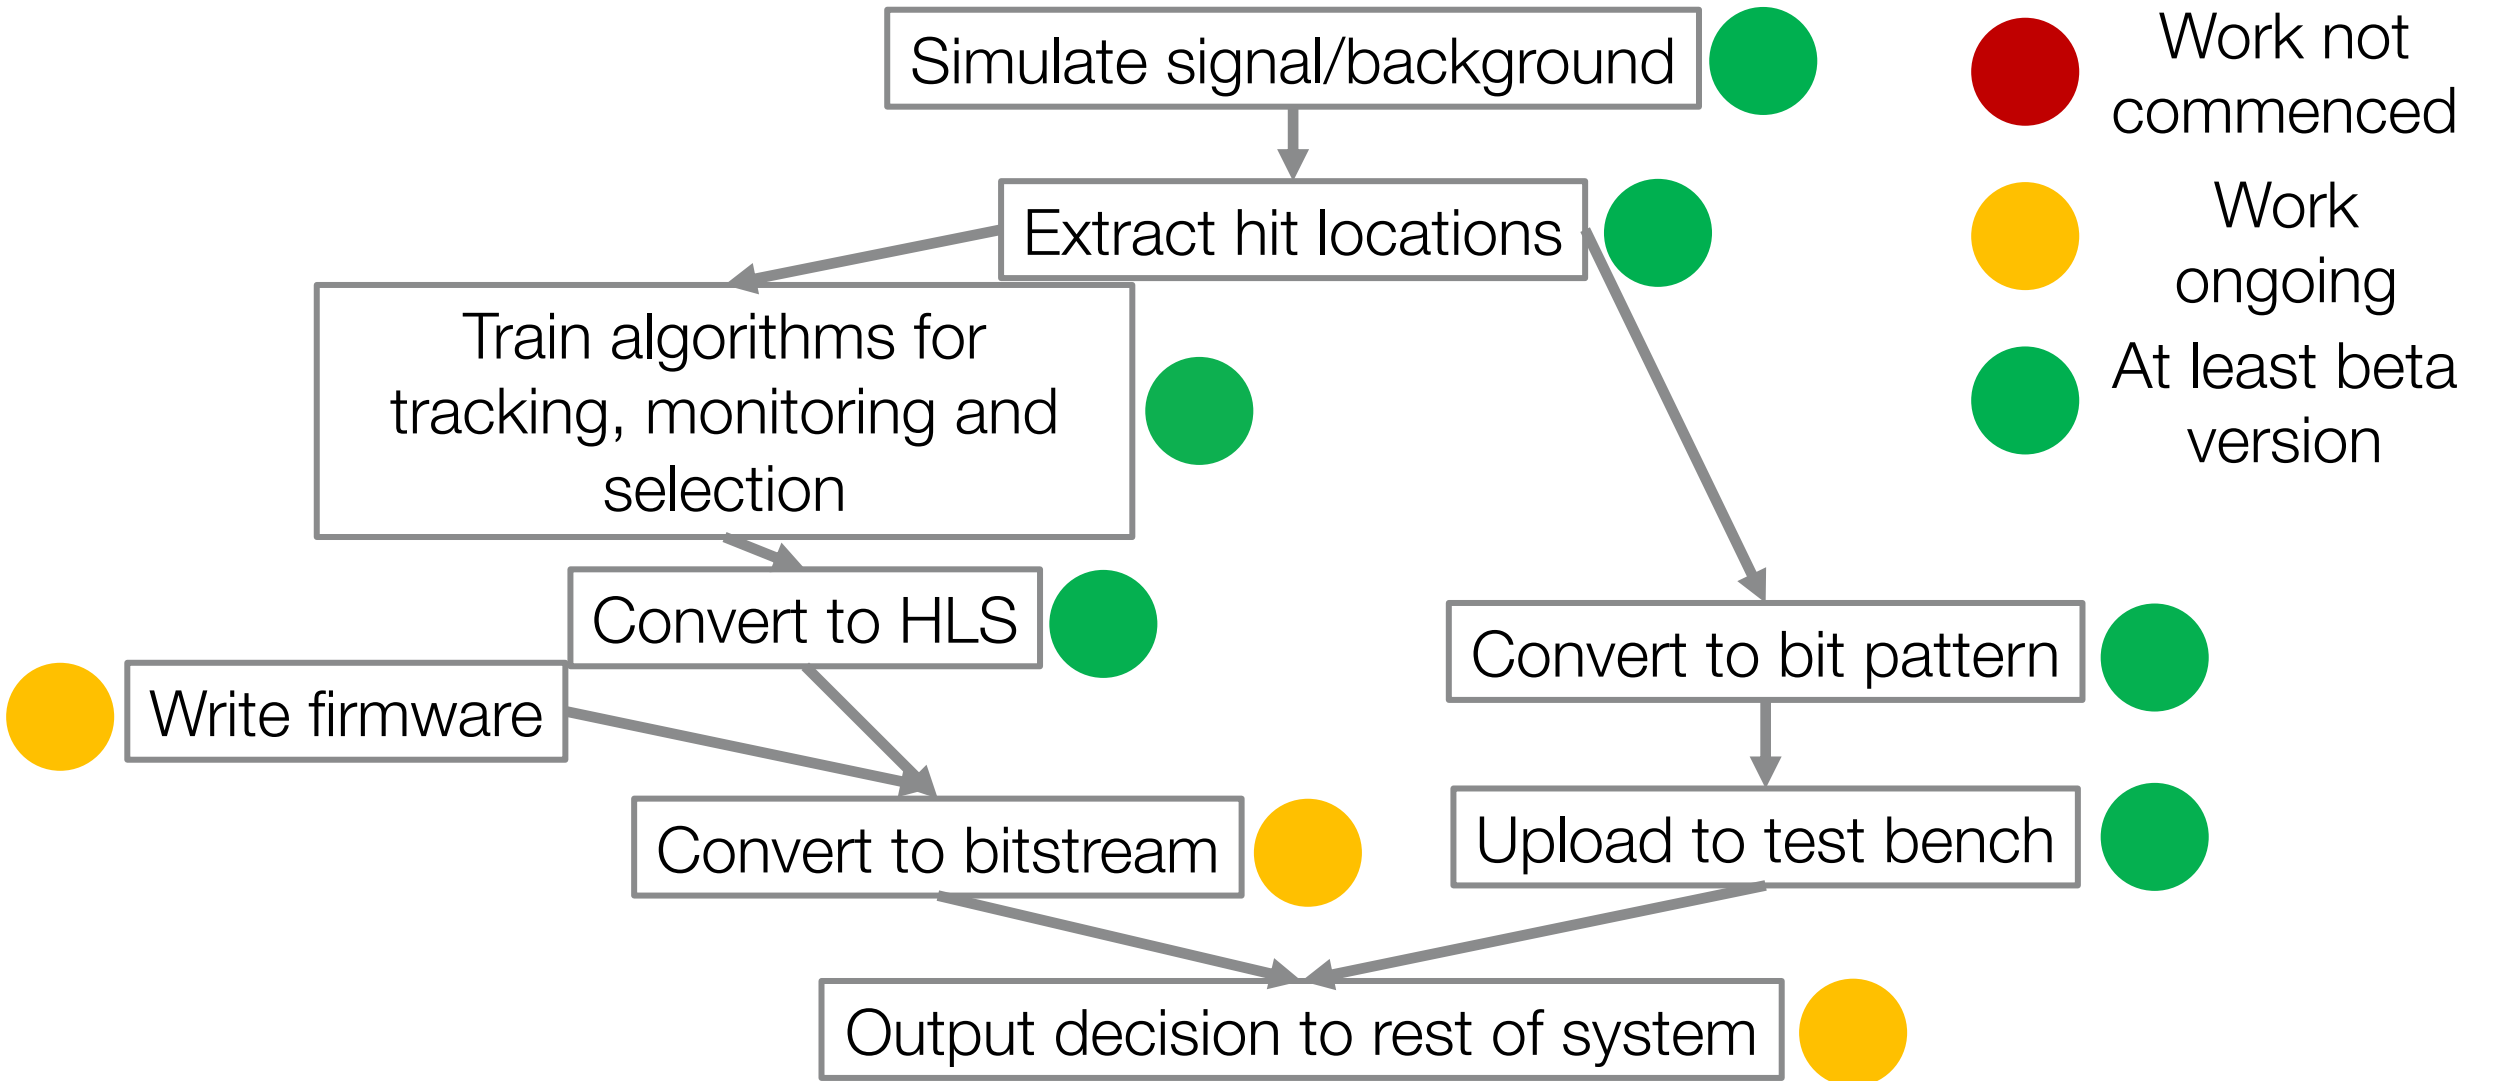 Simulate signal/background
Work not
commenced
Extract hit locations
Work
ongoing
Train algorithms for
tracking, monitoring and
selection
At least beta
version
Convert to HLS
Convert to bit pattern
Write firmware
Convert to bitstream
Upload to test bench
Output decision to rest of system